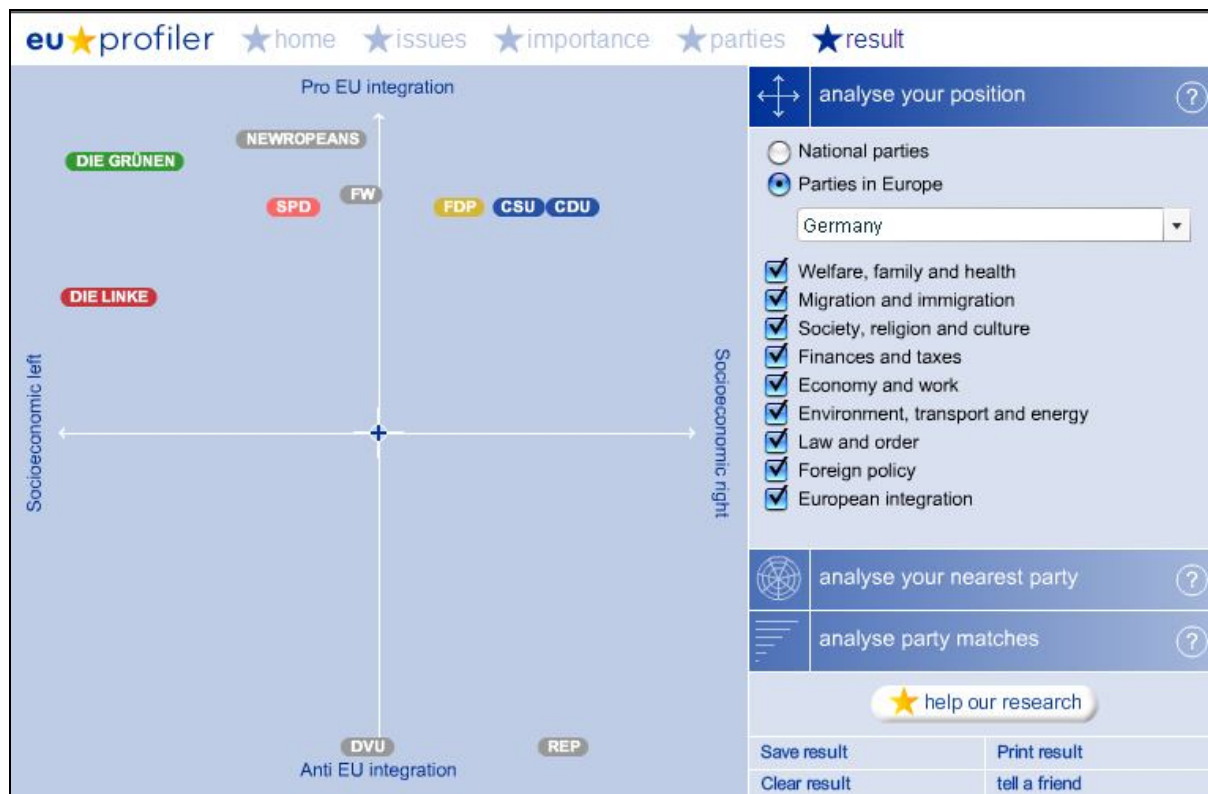 eu profiler home issues importance parties result
Pro EU integration
NEWROPEANS
DIE GRÜNEN
FW
SPD
FDP CSU CDU
DIE LINKE
Socioeconomic left
Socioeconomic right
DVU REP
Anti EU integration
analyse your position ?
National parties
Parties in Europe
Germany
Welfare, family and health
Migration and immigration
Society, religion and culture
Finances and taxes
Economy and work
Environment, transport and energy
Law and order
Foreign policy
European integration
analyse your nearest party ?
analyse party matches ?
help our research
Save result Print result
Clear result tell a friend